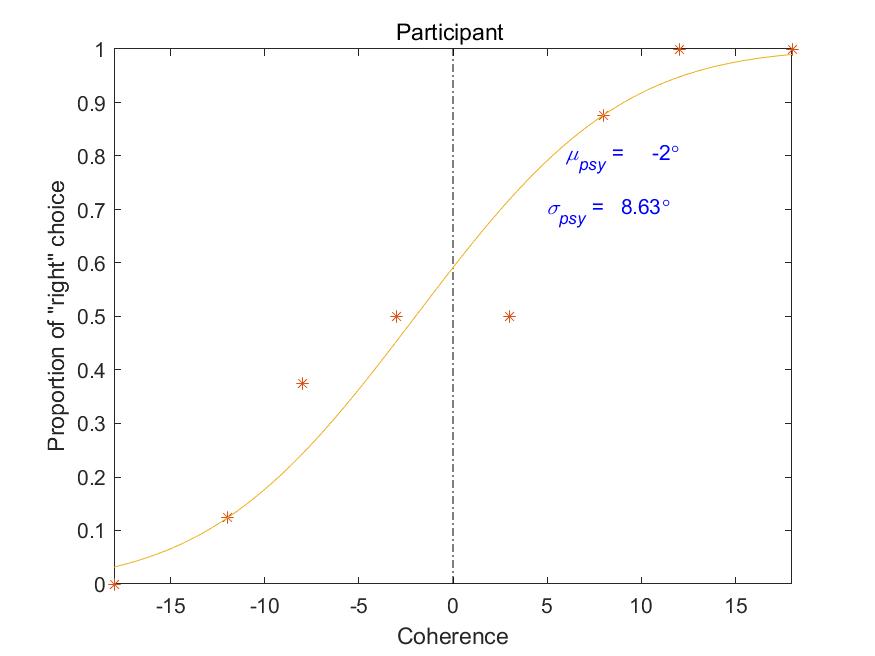 Participant
1
0.9
0.8
0.7
0.6
0.5
0.4
0.3
0.2
0.1
0
μpsy = -2°
σpsy = 8.63°
Proportion of "right" choice
-15 -10 -5 0 5 10 15
Coherence